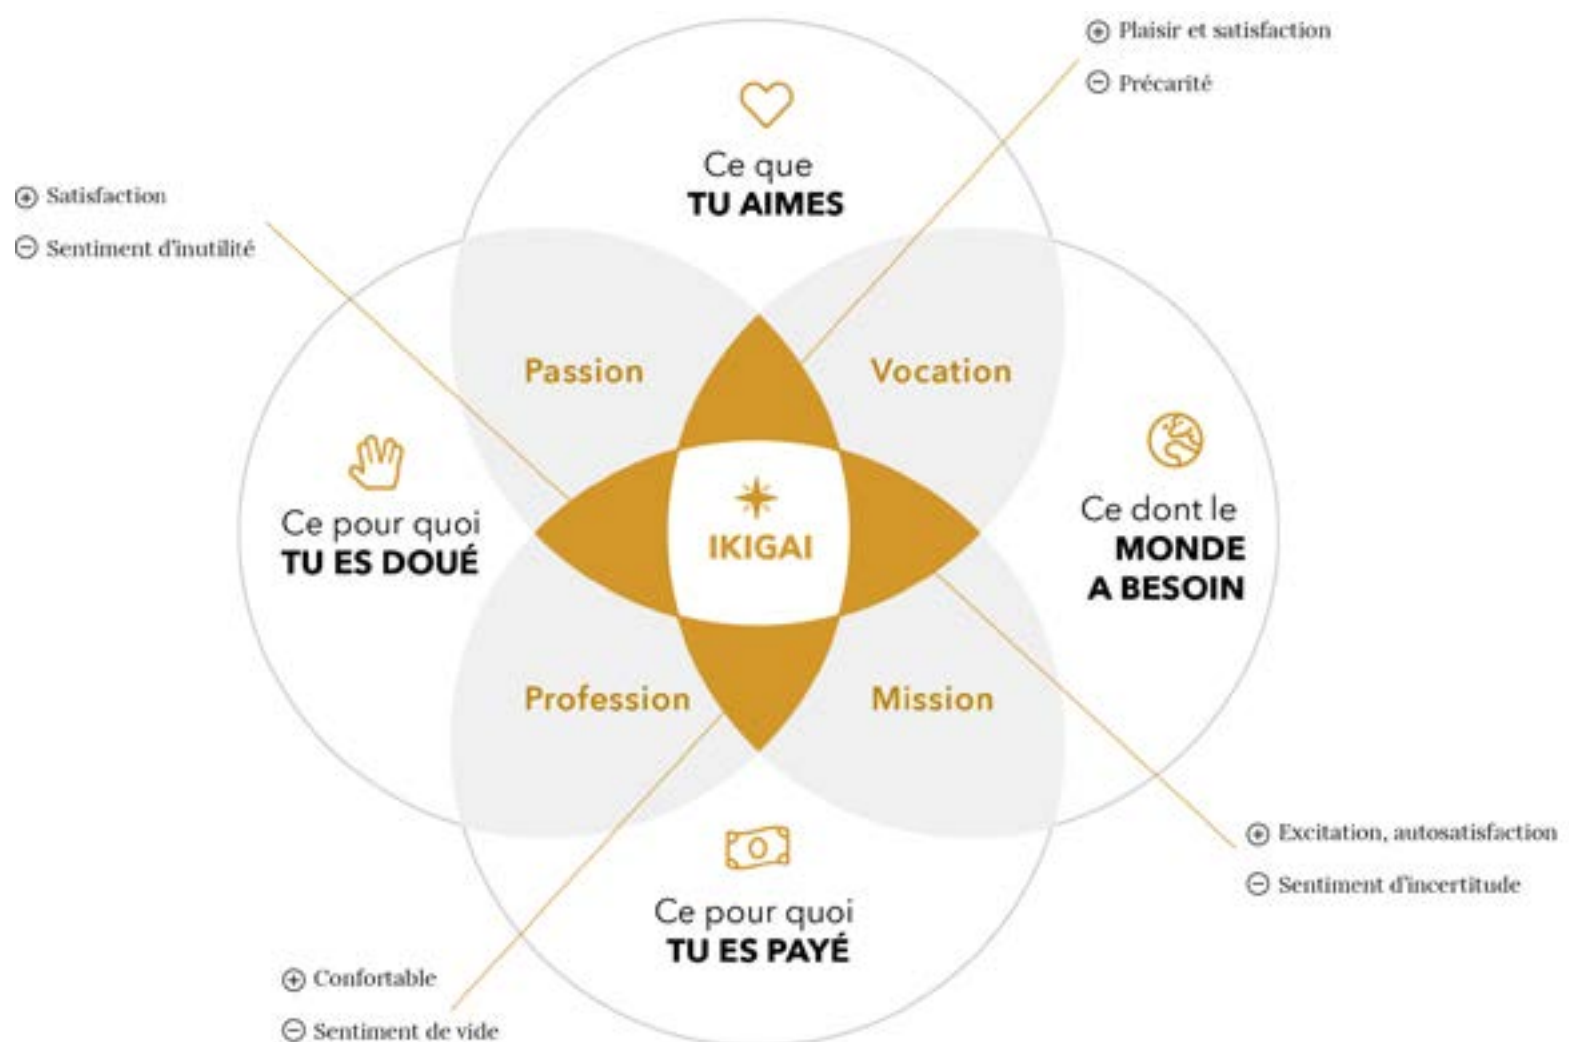 ⊕ Plaisir et satisfaction
⊖ Précarité
Ce que
TU AIMES
⊕ Satisfaction
⊖ Sentiment d'inutilité
Passion
Vocation
Ce pour quoi
TU ES DOUÉ
IKIGAI
Ce dont le
MONDE
A BESOIN
Profession
Mission
⊕ Excitation, autosatisfaction
⊖ Sentiment d'incertitude
Ce pour quoi
TU ES PAYÉ
⊕ Confortable
⊖ Sentiment de vide